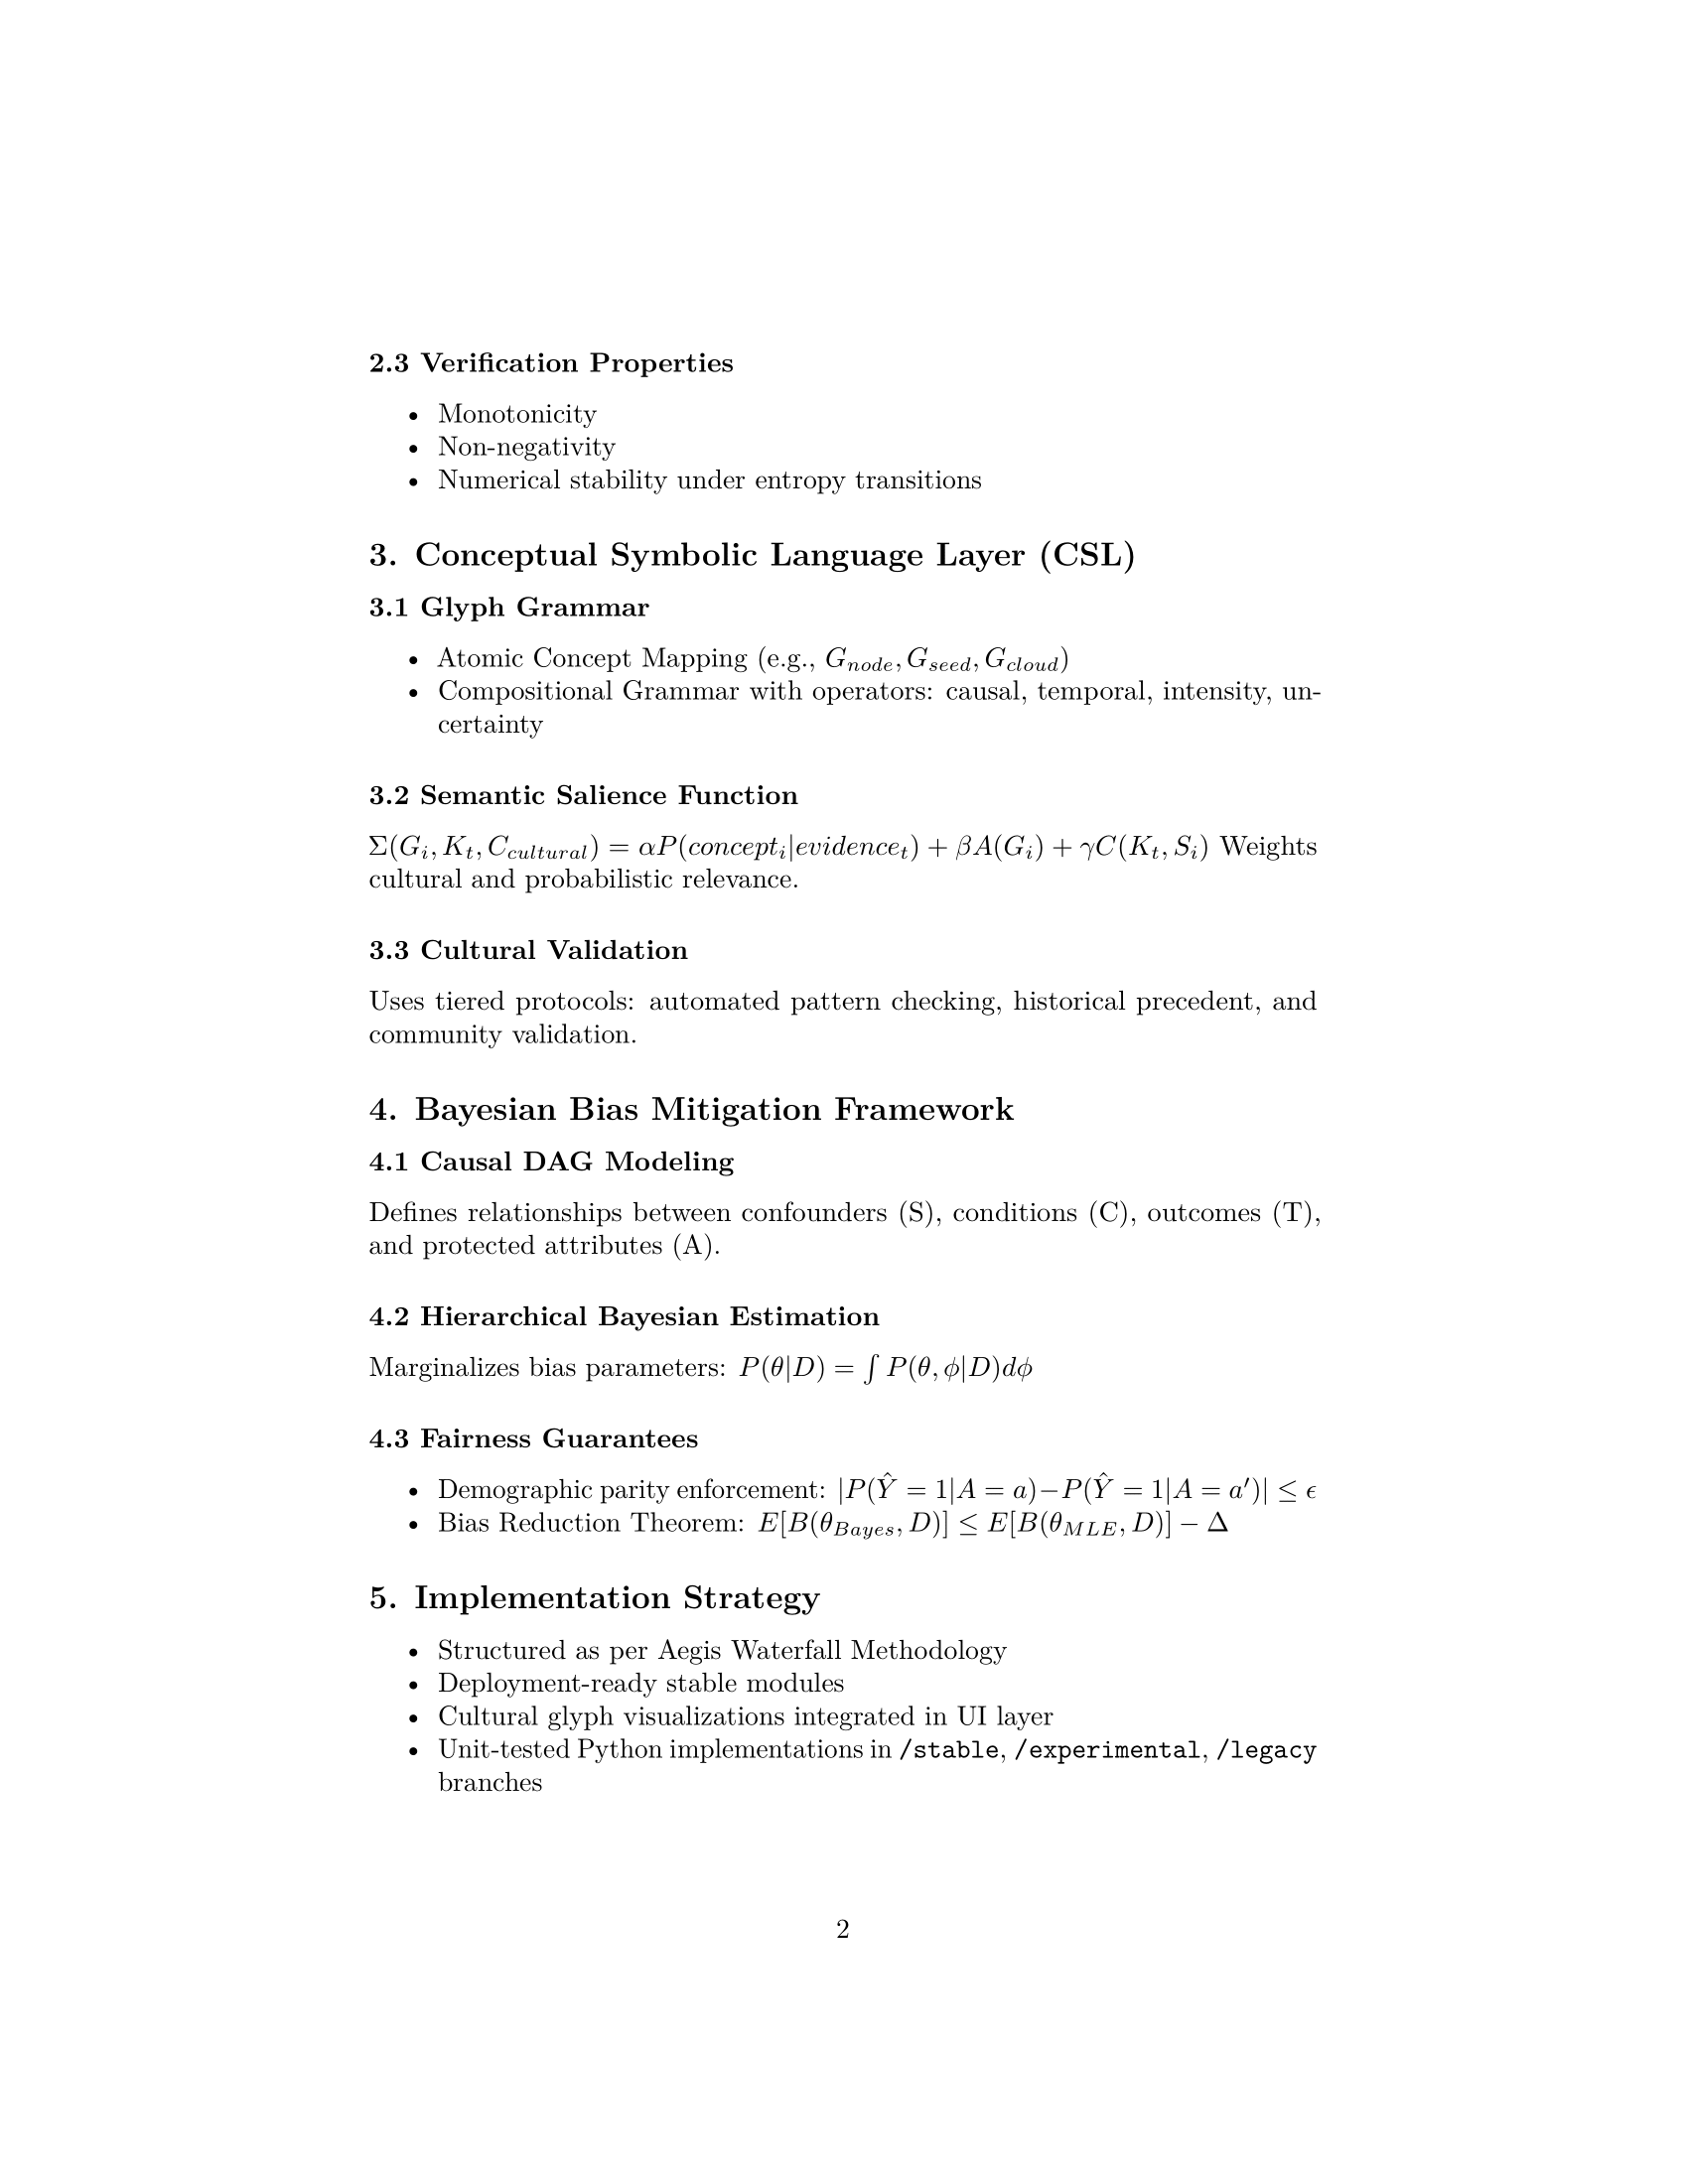 2.3 Verification Properties
• Monotonicity
• Non-negativity
• Numerical stability under entropy transitions
3. Conceptual Symbolic Language Layer (CSL)
3.1 Glyph Grammar
• Atomic Concept Mapping (e.g., $G_{node}, G_{seed}, G_{cloud}$)
• Compositional Grammar with operators: causal, temporal, intensity, un-
certainty
3.2 Semantic Salience Function
$\Sigma(G_i, K_t, C_{cultural}) = \alpha P(concept_i|evidence_t) + \beta A(G_i) + \gamma C(K_t, S_i)$ Weights
cultural and probabilistic relevance.
3.3 Cultural Validation
Uses tiered protocols: automated pattern checking, historical precedent, and
community validation.
4. Bayesian Bias Mitigation Framework
4.1 Causal DAG Modeling
Defines relationships between confounders (S), conditions (C), outcomes (T),
and protected attributes (A).
4.2 Hierarchical Bayesian Estimation
Marginalizes bias parameters: $P(\theta|D) = \int P(\theta, \phi|D)d\phi$
4.3 Fairness Guarantees
• Demographic parity enforcement: $|P(\hat{Y} = 1|A = a) - P(\hat{Y} = 1|A = a')| \leq \epsilon$
• Bias Reduction Theorem: $E[B(\theta_{Bayes}, D)] \leq E[B(\theta_{MLE}, D)] - \Delta$
5. Implementation Strategy
• Structured as per Aegis Waterfall Methodology
• Deployment-ready stable modules
• Cultural glyph visualizations integrated in UI layer
• Unit-tested Python implementations in /stable, /experimental, /legacy
branches
2